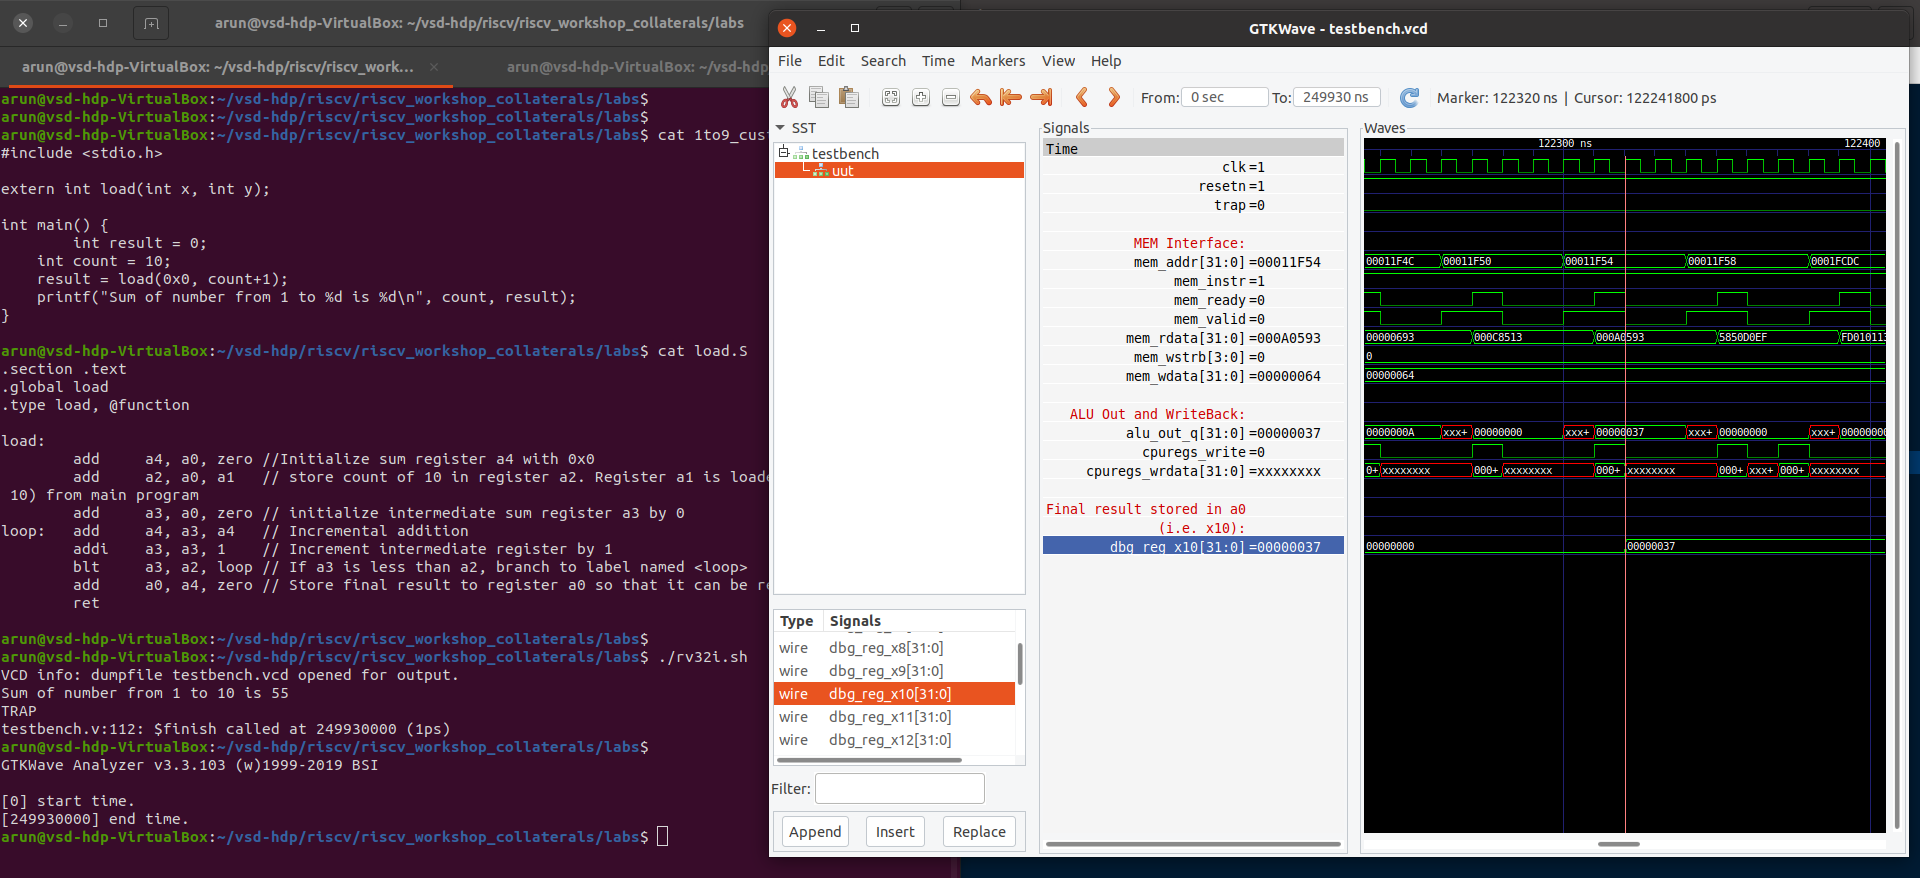 arun@vsd-hdp-VirtualBox: ~/vsd-hdp/riscv/riscv_workshop_collaterals/labs
arun@vsd-hdp-VirtualBox: ~/vsd-hdp/riscv/riscv_work...
arun@vsd-hdp-VirtualBox: ~/vsd-hdp
arun@vsd-hdp-VirtualBox:~/vsd-hdp/riscv/riscv_workshop_collaterals/labs$
arun@vsd-hdp-VirtualBox:~/vsd-hdp/riscv/riscv_workshop_collaterals/labs$
arun@vsd-hdp-VirtualBox:~/vsd-hdp/riscv/riscv_workshop_collaterals/labs$ cat 1to9_cust
#include <stdio.h>
extern int load(int x, int y);
int main() {
int result = 0;
int count = 10;
result = load(0x0, count+1);
printf("Sum of number from 1 to %d is %d\n", count, result);
}
arun@vsd-hdp-VirtualBox:~/vsd-hdp/riscv/riscv_workshop_collaterals/labs$ cat load.S
.section .text
.global load
.type load, @function
load:
add a4, a0, zero //Initialize sum register a4 with 0x0
add a2, a0, a1 // store count of 10 in register a2. Register a1 is loade
10) from main program
add a3, a0, zero // initialize intermediate sum register a3 by 0
loop: add a4, a3, a4 // Incremental addition
addi a3, a3, 1 // Increment intermediate register by 1
blt a3, a2, loop // If a3 is less than a2, branch to label named <loop>
add a0, a4, zero // Store final result to register a0 so that it can be re
ret
arun@vsd-hdp-VirtualBox:~/vsd-hdp/riscv/riscv_workshop_collaterals/labs$
arun@vsd-hdp-VirtualBox:~/vsd-hdp/riscv/riscv_workshop_collaterals/labs$ ./rv32i.sh
VCD info: dumpfile testbench.vcd opened for output.
Sum of number from 1 to 10 is 55
TRAP
testbench.v:112: $finish called at 249930000 (1ps)
arun@vsd-hdp-VirtualBox:~/vsd-hdp/riscv/riscv_workshop_collaterals/labs$
GTKWave Analyzer v3.3.103 (w)1999-2019 BSI
[0] start time.
[249930000] end time.
arun@vsd-hdp-VirtualBox:~/vsd-hdp/riscv/riscv_workshop_collaterals/labs$
GTKWave - testbench.vcd
File Edit Search Time Markers View Help
From: 0 sec To: 249930 ns Marker: 122320 ns | Cursor: 122241800 ps
SST
testbench
uut
Type Signals
wire dbg_reg_x8[31:0]
wire dbg_reg_x9[31:0]
wire dbg_reg_x10[31:0]
wire dbg_reg_x11[31:0]
wire dbg_reg_x12[31:0]
Filter:
Append Insert Replace
Signals
Time
clk=1
resetn=1
trap=0
MEM Interface:
mem_addr[31:0]=00011F54
mem_instr=1
mem_ready=0
mem_valid=0
mem_rdata[31:0]=000A0593
mem_wstrb[3:0]=0
mem_wdata[31:0]=00000064
ALU Out and WriteBack:
alu_out_q[31:0]=00000037
cpuregs_write=0
cpuregs_wrdata[31:0]=xxxxxxxx
Final result stored in a0
(i.e. x10):
dbg_reg_x10[31:0]=00000037
Waves
122300 ns 122400
00011F4C 00011F50 00011F54 00011F58 0001FCDC
00000693 000C8513 000A0593 5850D0EF FD010113
0
00000064
0000000A xxx+ 00000000 xxx+ 00000037 xxx+ 00000000 xxx+ 00000000
0+ xxxxxxxx 000+ xxxxxxxx 000+ xxxxxxxx 000+ xxx+ 000+ xxxxxxxx
00000000 00000037